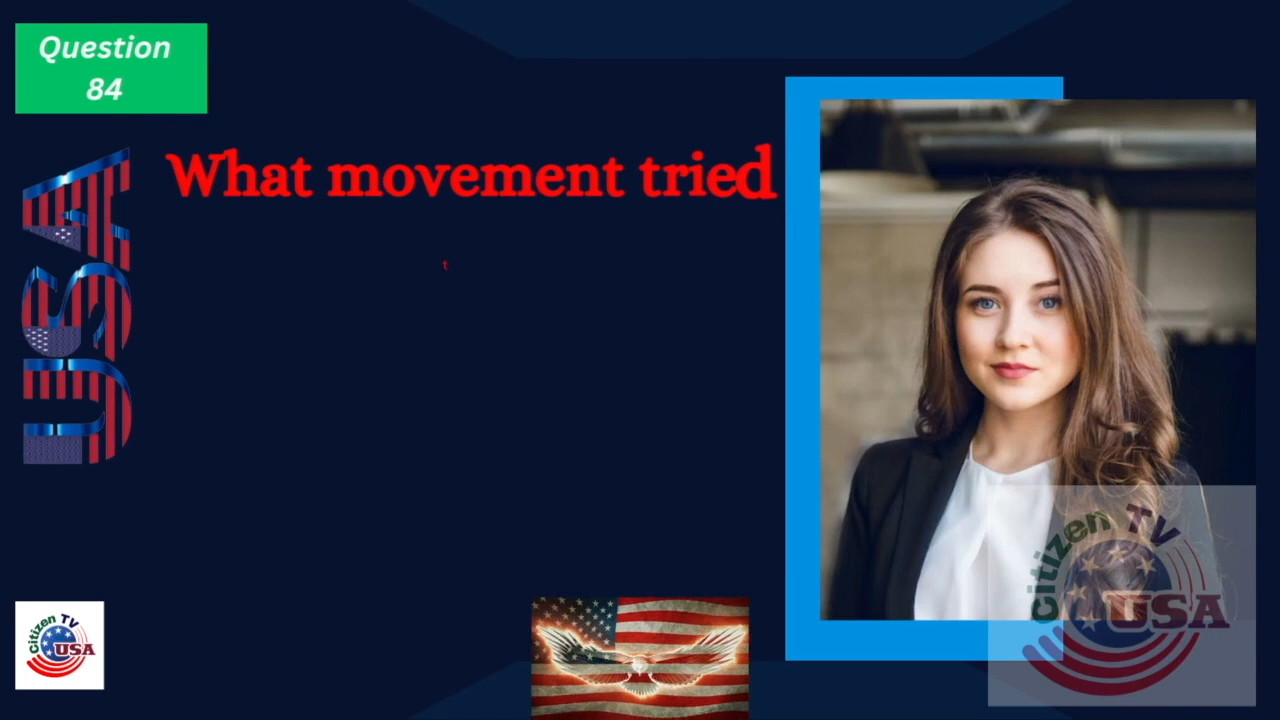 Question
84
What movement tried
t
USA
Citizen TV
USA
Citizen TV
USA